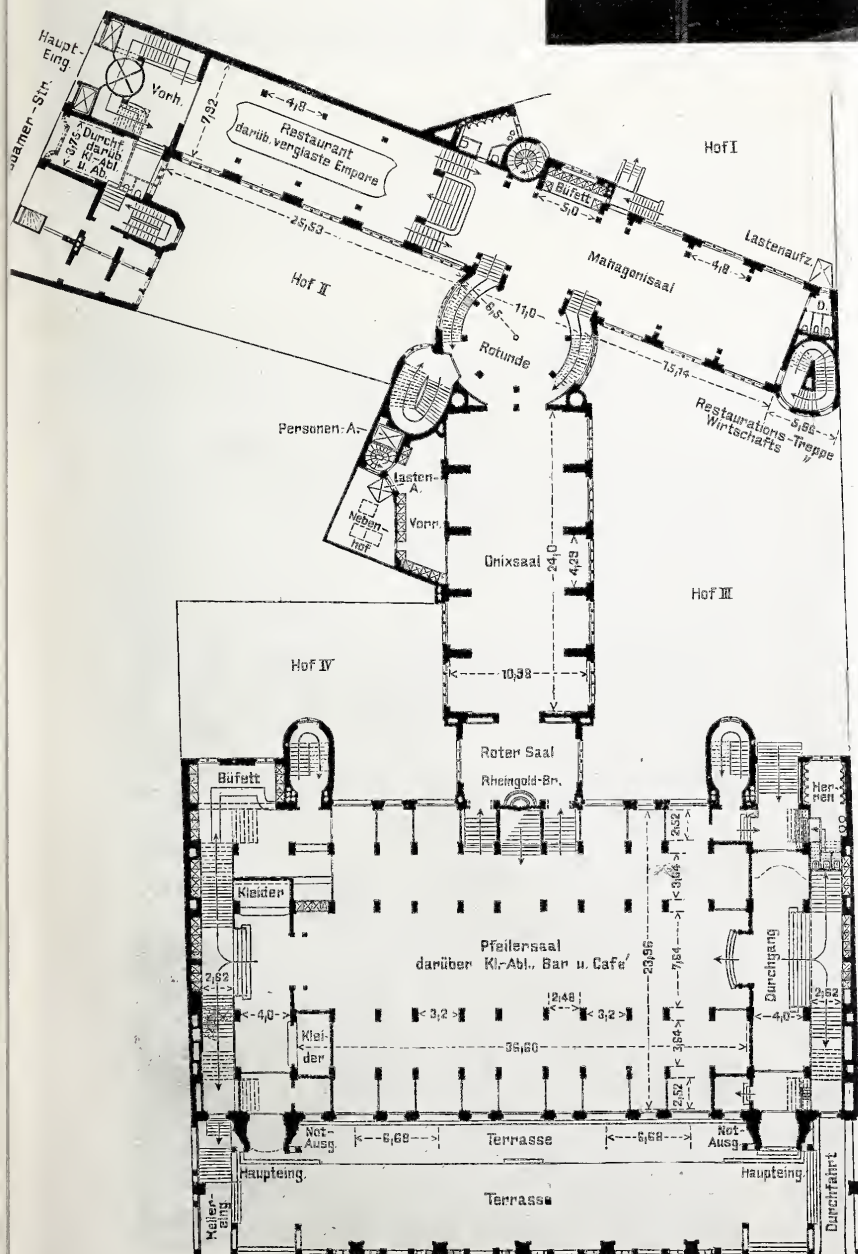 Haupt-
Eing.
Vorh.
7,92
4,8
Restaurant
darüb. verglaste Empore
Durchf.
darüb.
Kl.-Abl.
u. Ab.
3,75
damer-Str.
25,53
Hof I
Büfett
5,0
Lastenaufz.
Mahagonisaal
4,8
D.
Hof II
6,5
11,0
Rotunde
15,14
5,66
Restaurations-Treppe
Wirtschafts "
Personen-A.
Lasten-
A.
Neben-
hof
Vorr.
Onixsaal
24,0
4,29
Hof III
10,98
Hof IV
Roter Saal
Rheingold-Br.
Büfett
Her-
ren
2,52
3,64
Kleider
Pfeilersaal
darüber Kl.-Abl., Bar u. Café
23,96
7,64
Durchgang
2,62
4,0
3,2
2,48
3,2
4,0
2,62
Klei-
der
36,60
3,64
2,52
Not-
Ausg.
6,68
Terrasse
6,68
Not-
Ausg.
Haupteing.
Haupteing.
Keller-
eing.
Terrasse
Durchfahrt